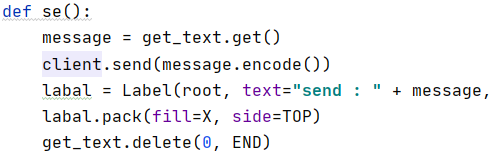 def se():
    message = get_text.get()
    client.send(message.encode())
    labal = Label(root, text="send : " + message,
    labal.pack(fill=X, side=TOP)
    get_text.delete(0, END)